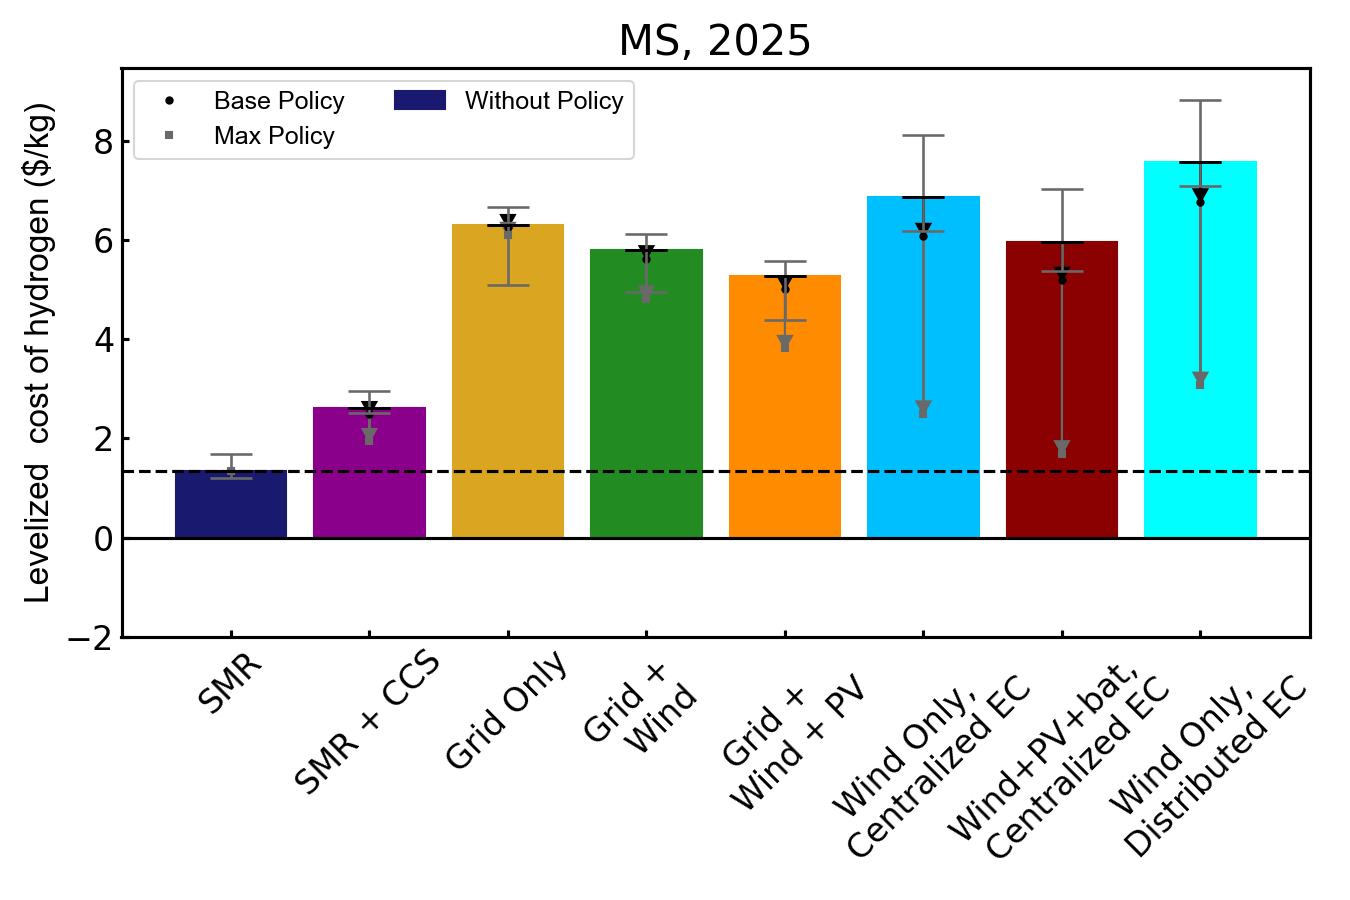 MS, 2025
Base Policy
Max Policy
Without Policy
Levelized cost of hydrogen ($/kg)
8
6
4
2
0
−2
SMR
SMR + CCS
Grid Only
Grid +
Wind
Grid +
Wind + PV
Wind Only,
Centralized EC
Wind+PV+bat,
Centralized EC
Wind Only,
Distributed EC